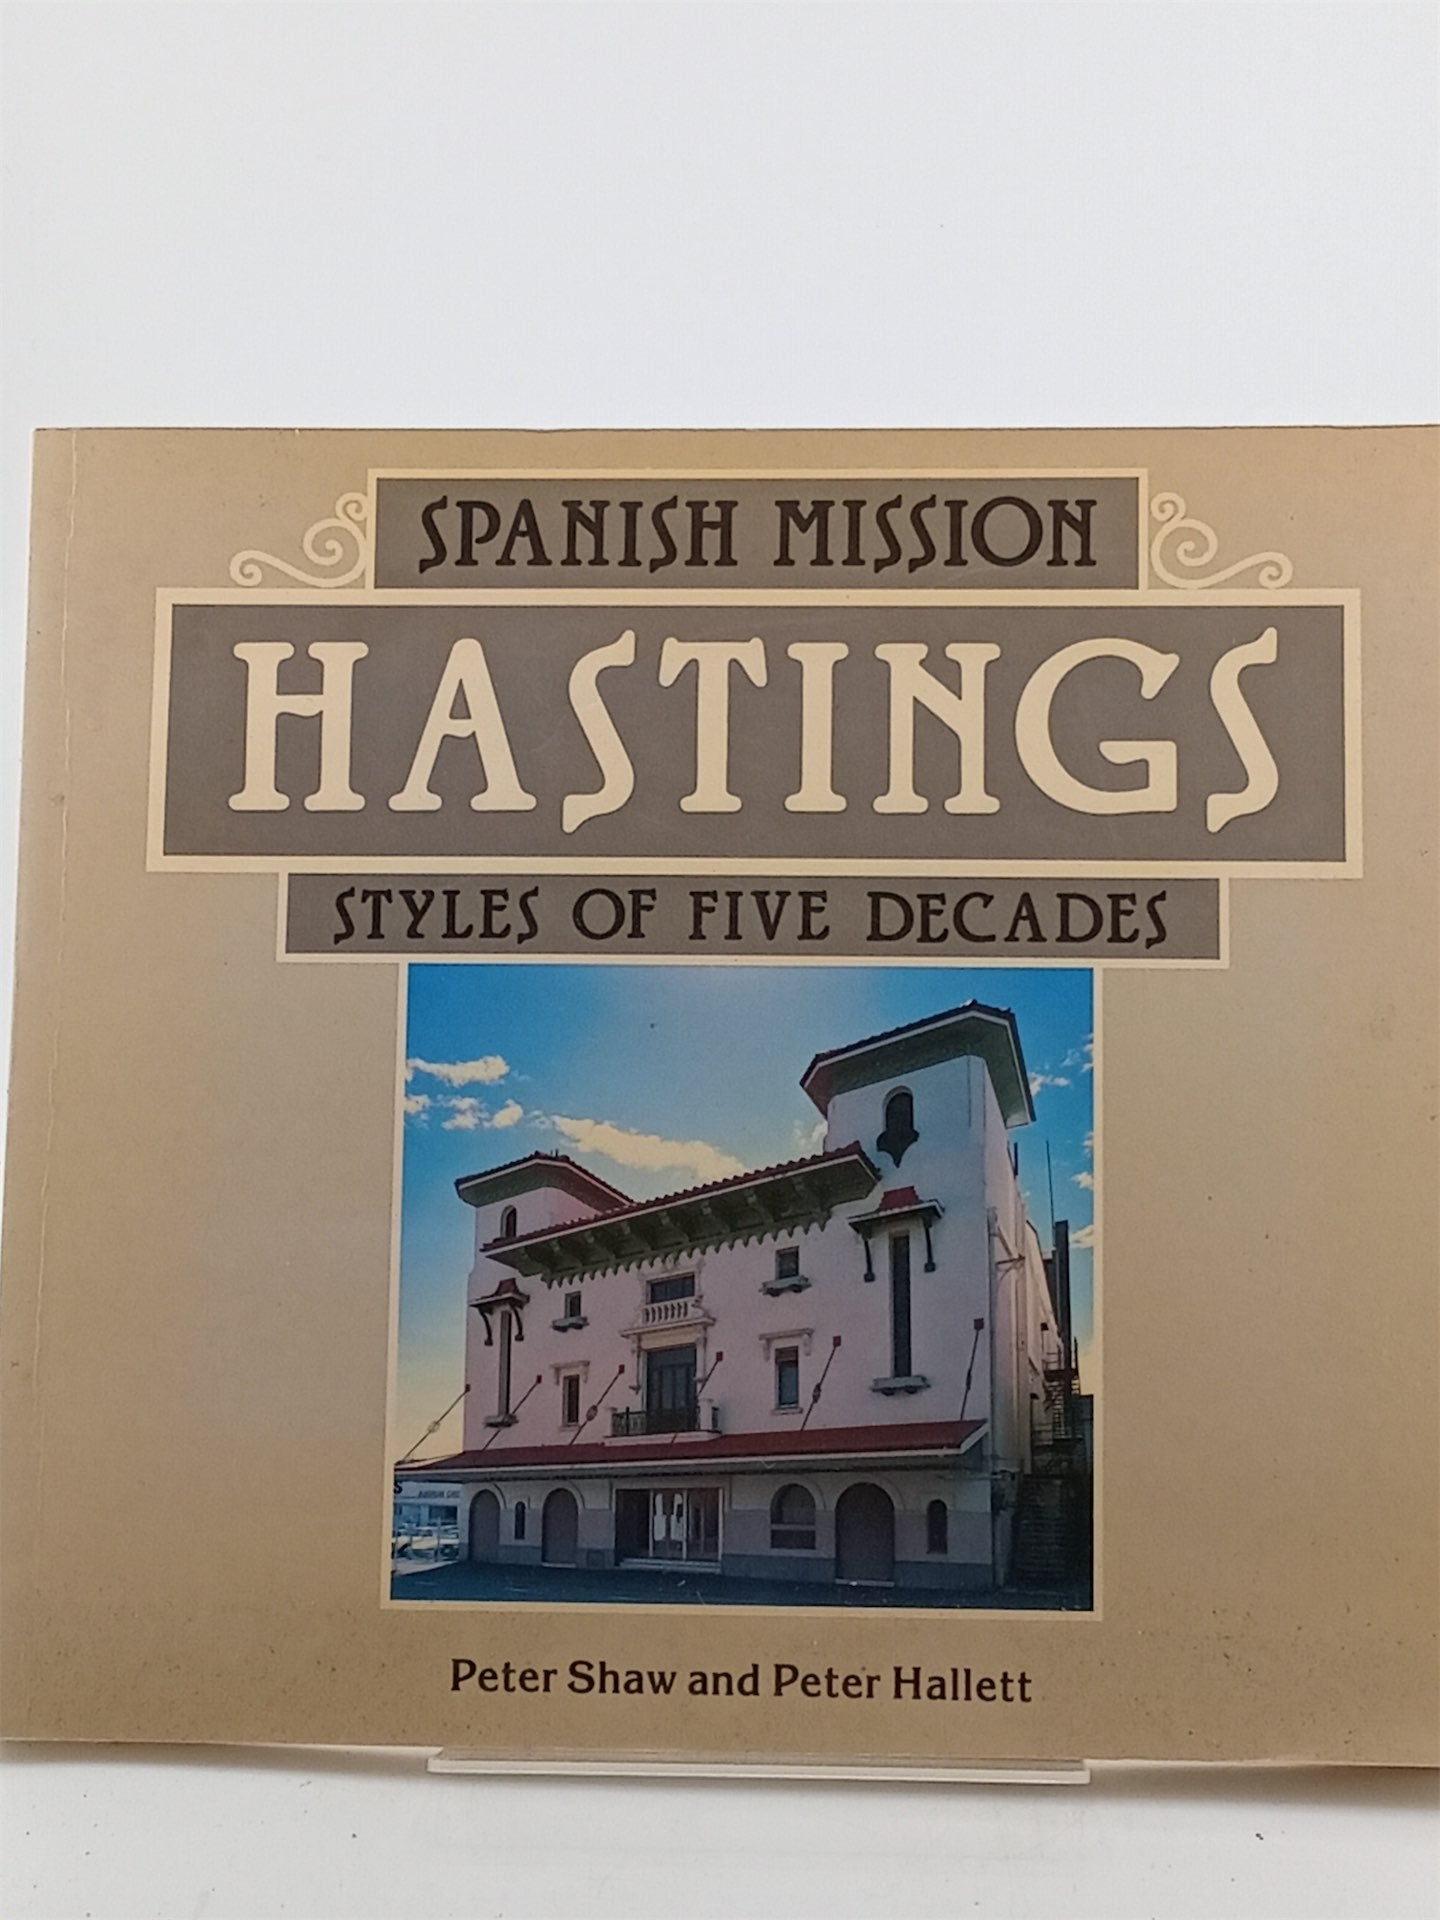 SPANISH MISSION
HASTINGS
STYLES OF FIVE DECADES
Peter Shaw and Peter Hallett